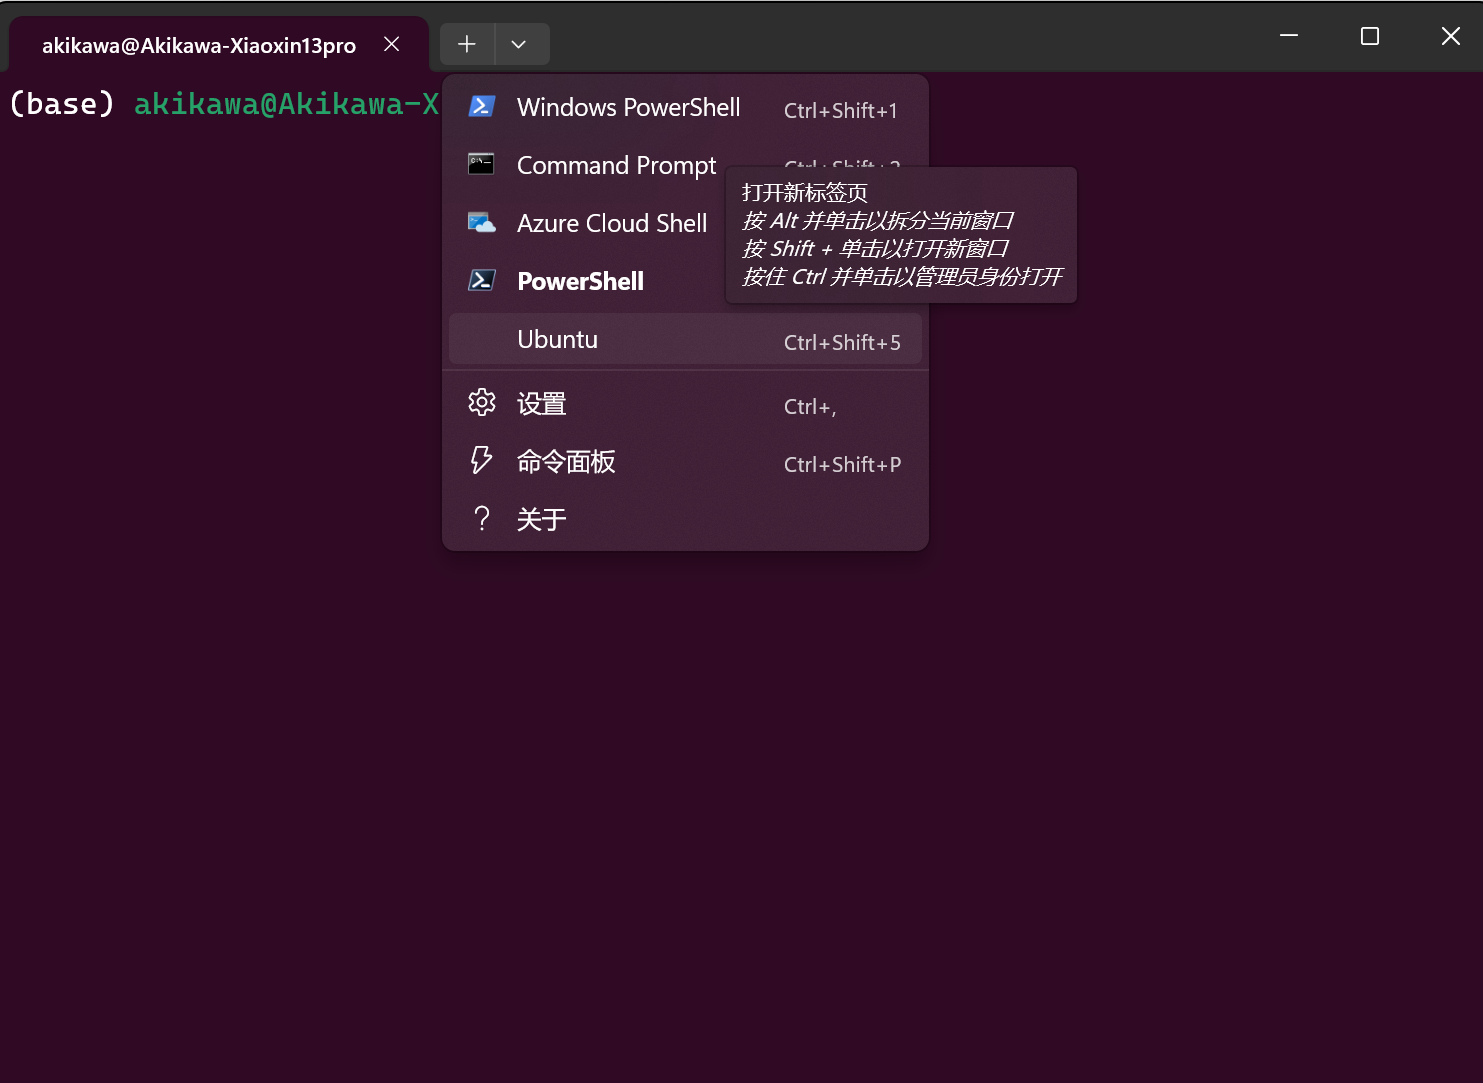 akikawa@Akikawa-Xiaoxin13pro
(base) akikawa@Akikawa-X
Windows PowerShell Ctrl+Shift+1
Command Prompt Ctrl+Shift+2
Azure Cloud Shell
PowerShell
Ubuntu Ctrl+Shift+5
设置 Ctrl+,
命令面板 Ctrl+Shift+P
关于
打开新标签页
按 Alt 并单击以拆分当前窗口
按 Shift + 单击以打开新窗口
按住 Ctrl 并单击以管理员身份打开